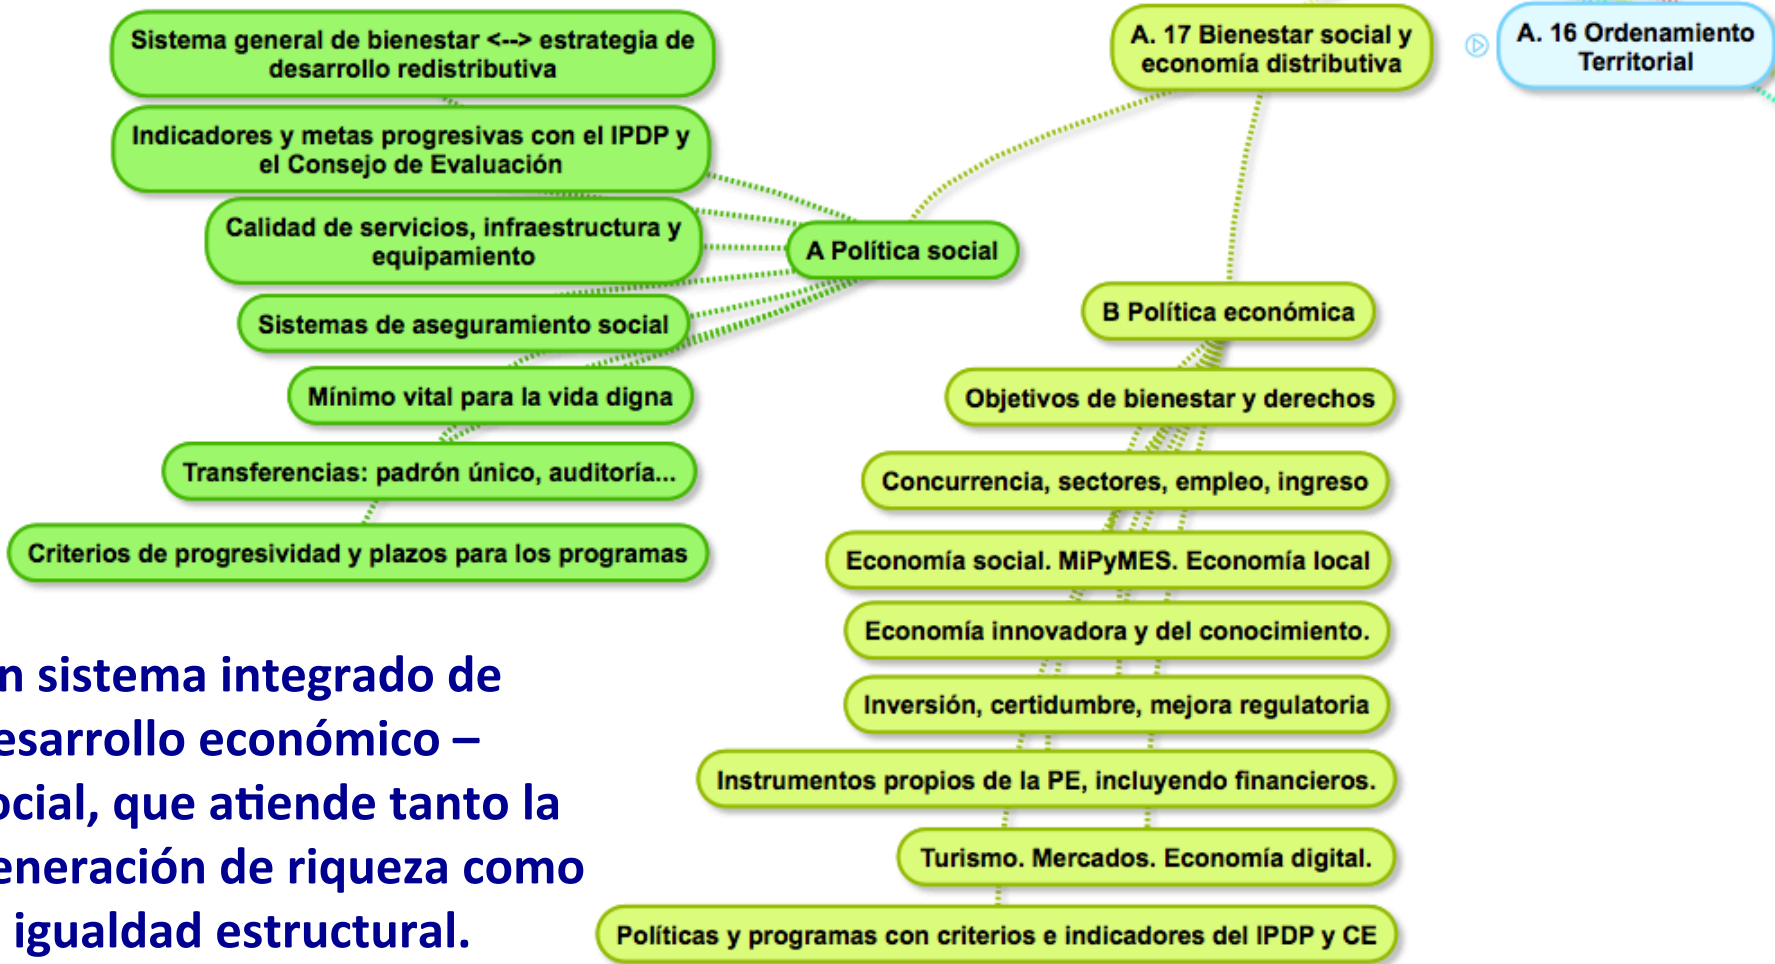 Sistema general de bienestar <--> estrategia de
desarrollo redistributiva
Indicadores y metas progresivas con el IPDP y
el Consejo de Evaluación
Calidad de servicios, infraestructura y
equipamiento
Sistemas de aseguramiento social
Mínimo vital para la vida digna
Transferencias: padrón único, auditoría...
Criterios de progresividad y plazos para los programas
A Política social
A. 17 Bienestar social y
economía distributiva
A. 16 Ordenamiento
Territorial
B Política económica
Objetivos de bienestar y derechos
Concurrencia, sectores, empleo, ingreso
Economía social. MiPyMES. Economía local
Economía innovadora y del conocimiento.
Inversión, certidumbre, mejora regulatoria
Instrumentos propios de la PE, incluyendo financieros.
Turismo. Mercados. Economía digital.
Políticas y programas con criterios e indicadores del IPDP y CE
n sistema integrado de
esarrollo económico –
ocial, que atiende tanto la
eneración de riqueza como
igualdad estructural.